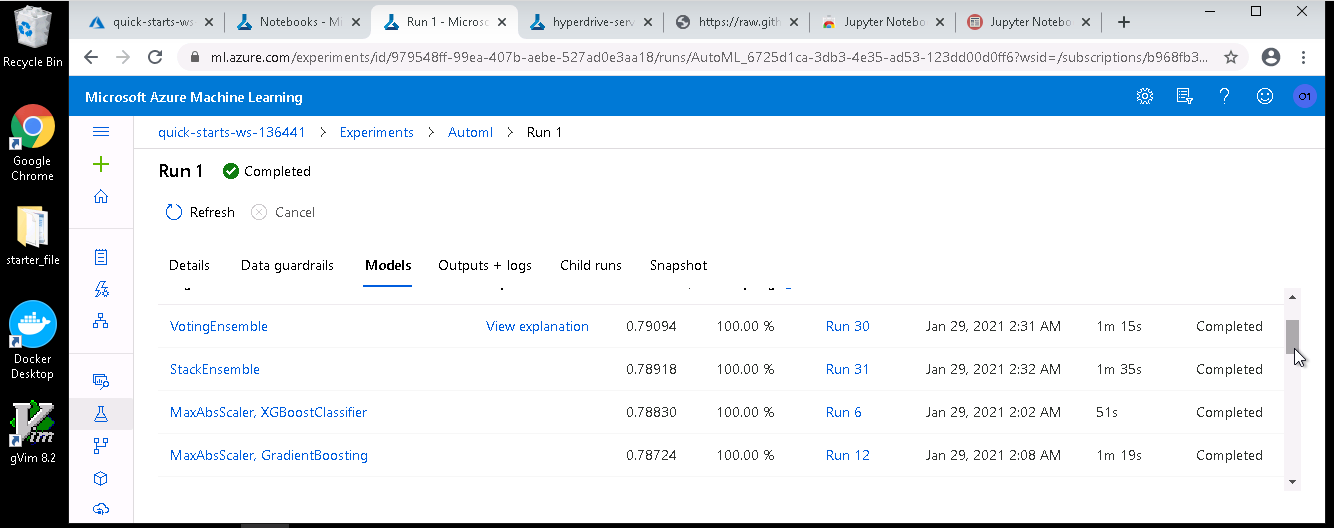 quick-starts-ws
Notebooks - Mi
Run 1 - Microsc
hyperdrive-serv
https://raw.gith
Jupyter Notebo
Jupyter Notebo
ml.azure.com/experiments/id/979548ff-99ea-407b-aebe-527ad0e3aa18/runs/AutoML_6725d1ca-3db3-4e35-ad53-123dd00d0ff6?wsid=/subscriptions/b968fb3...
Recycle Bin
Google
Chrome
starter_file
Docker
Desktop
gVim 8.2
Microsoft Azure Machine Learning
O1
quick-starts-ws-136441 > Experiments > Automl > Run 1
Run 1 Completed
Refresh Cancel
Details Data guardrails Models Outputs + logs Child runs Snapshot
VotingEnsemble View explanation 0.79094 100.00 % Run 30 Jan 29, 2021 2:31 AM 1m 15s Completed
StackEnsemble 0.78918 100.00 % Run 31 Jan 29, 2021 2:32 AM 1m 35s Completed
MaxAbsScaler, XGBoostClassifier 0.78830 100.00 % Run 6 Jan 29, 2021 2:02 AM 51s Completed
MaxAbsScaler, GradientBoosting 0.78724 100.00 % Run 12 Jan 29, 2021 2:08 AM 1m 19s Completed